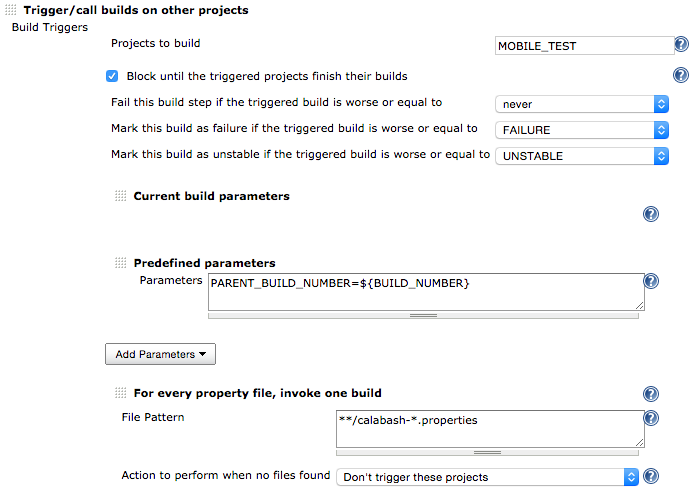 Trigger/call builds on other projects
Build Triggers
Projects to build MOBILE_TEST ?
Block until the triggered projects finish their builds ?
Fail this build step if the triggered build is worse or equal to never
Mark this build as failure if the triggered build is worse or equal to FAILURE
Mark this build as unstable if the triggered build is worse or equal to UNSTABLE
Current build parameters
?
Predefined parameters
Parameters PARENT_BUILD_NUMBER=${BUILD_NUMBER} ?
Add Parameters
For every property file, invoke one build ?
File Pattern **/calabash-*.properties ?
Action to perform when no files found Don't trigger these projects ?